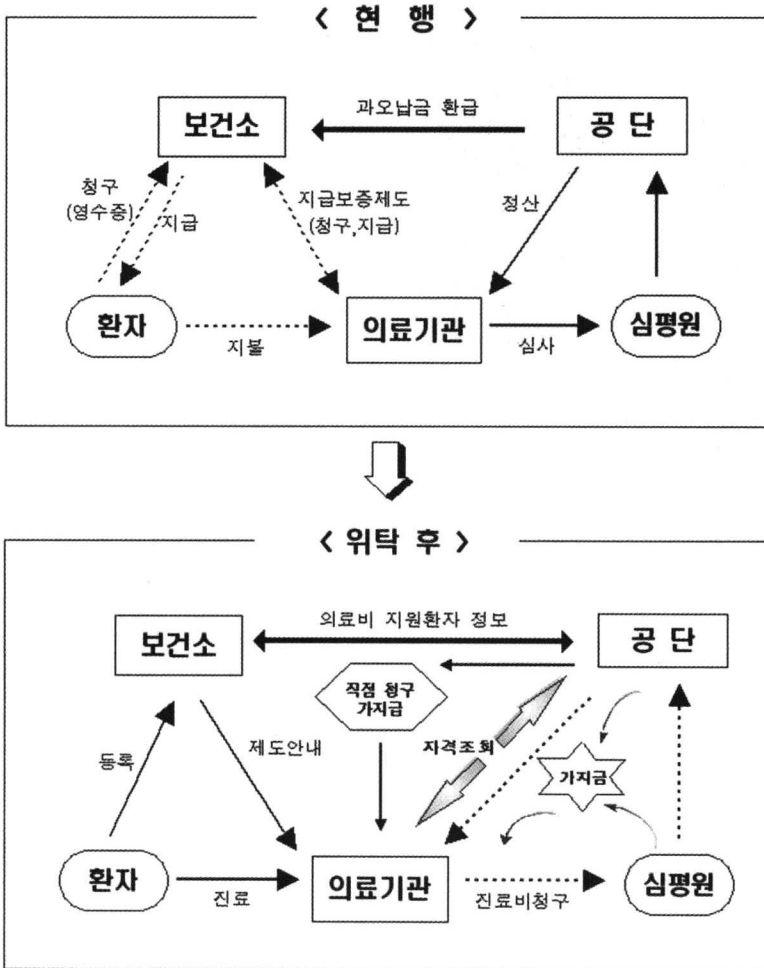 < 현 행 >
보건소
과오납금 환급
공 단
청구
(영수증)
지급
지급보증제도
(청구,지급)
정산
환자
지불
의료기관
심사
심평원
< 위탁 후 >
보건소
의료비 지원환자 정보
공 단
직접 청구
가지급
등록
제도안내
자격조회
가지급
환자
진료
의료기관
진료비청구
심평원